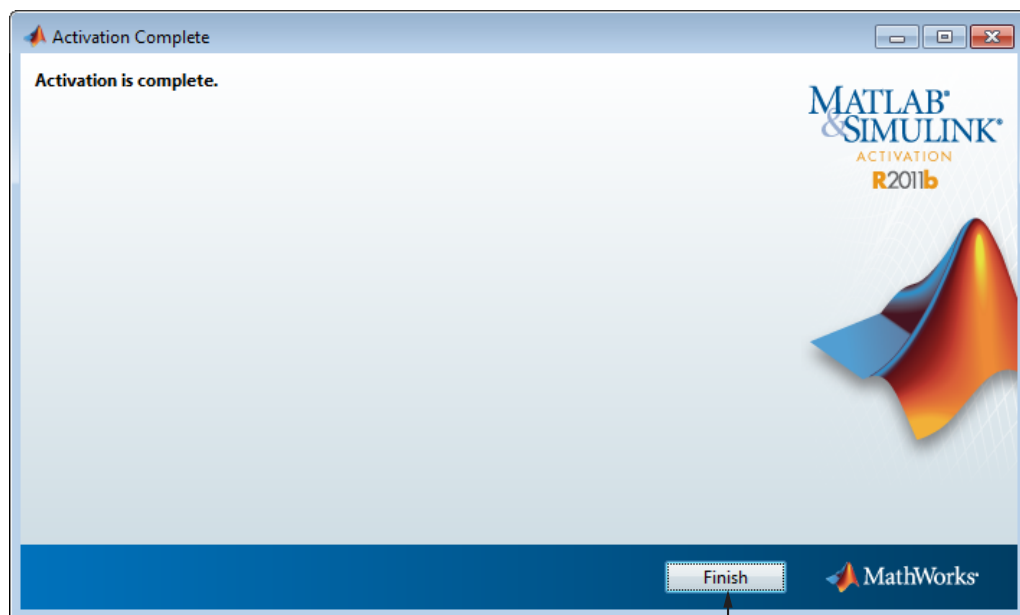 Activation Complete
Activation is complete.
MATLAB®
&SIMULINK®
ACTIVATION
R2011b
Finish
MathWorks®